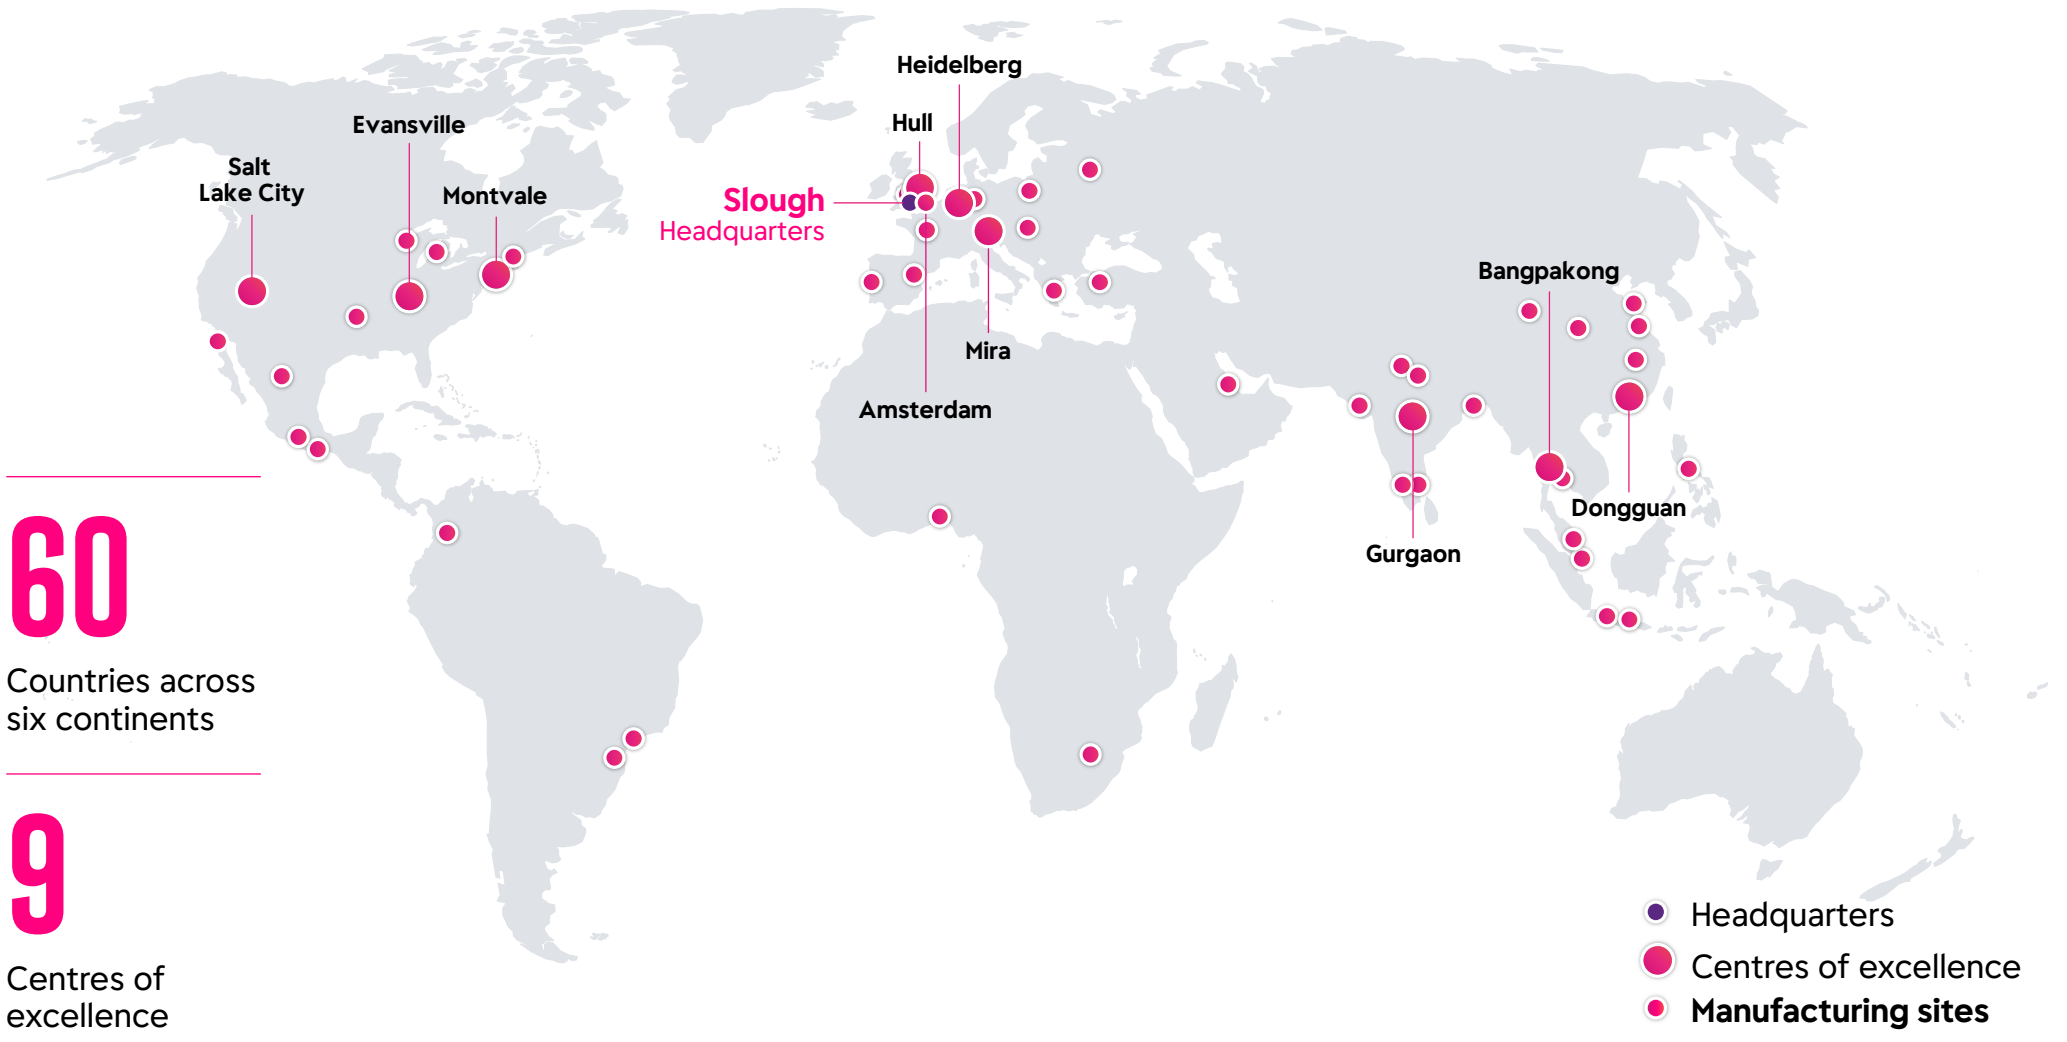 Heidelberg
Hull
Evansville
Salt
Lake City
Montvale
Slough
Headquarters
Bangpakong
Mira
Amsterdam
Dongguan
Gurgaon
60
Countries across
six continents
9
Centres of
excellence
Headquarters
Centres of excellence
Manufacturing sites